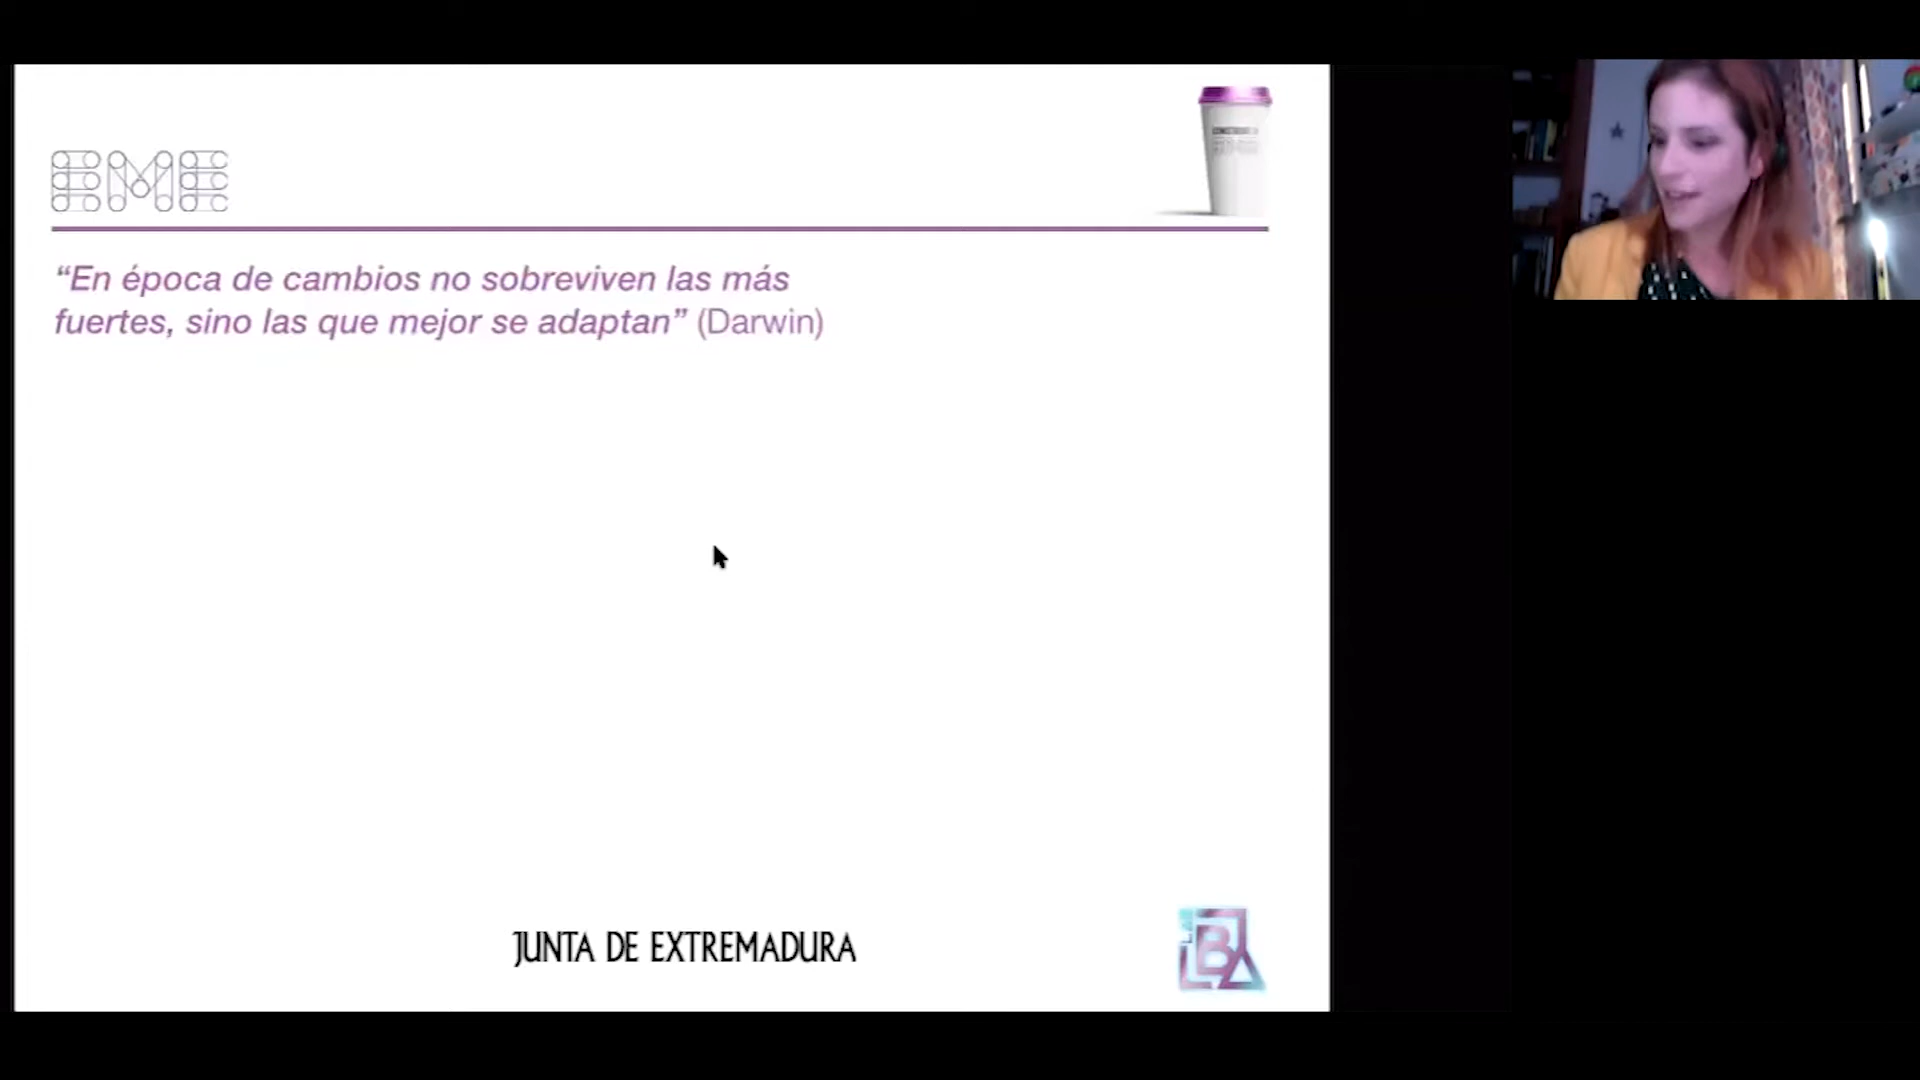 EME
“En época de cambios no sobreviven las más
fuertes, sino las que mejor se adaptan” (Darwin)
JUNTA DE EXTREMADURA